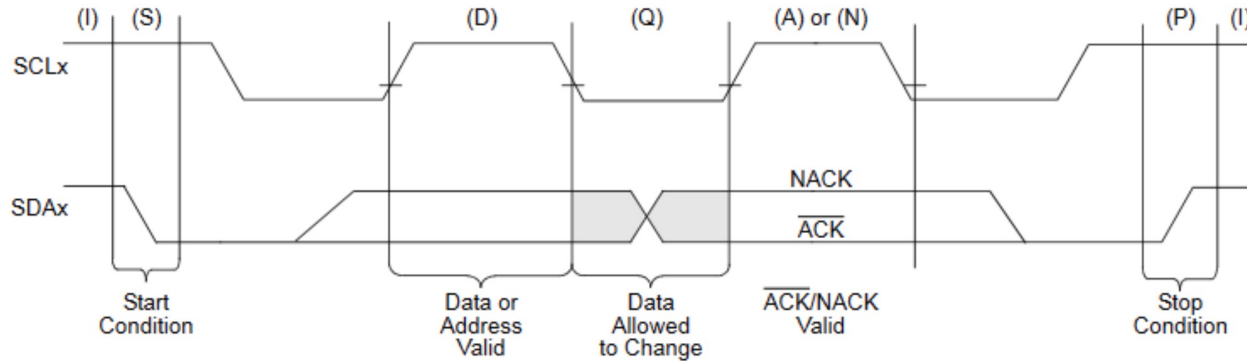 (I) (S) (D) (Q) (A) or (N) (P) (I)
SCLx
NACK
SDAx
ACK
Start
Condition
Data or
Address
Valid
Data
Allowed
to Change
ACK/NACK
Valid
Stop
Condition